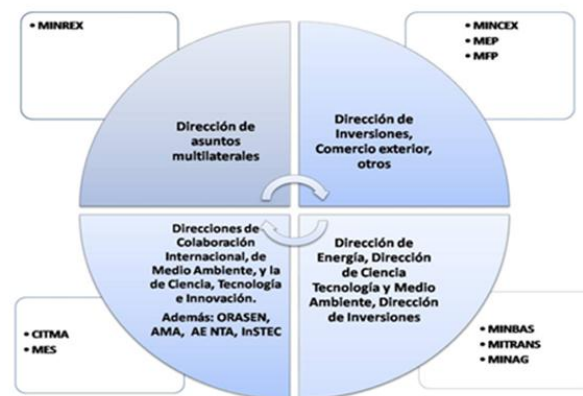 • MINREX
Dirección de
asuntos
multilaterales
• MINCEX
• MEP
• MFP
Dirección de
Inversiones,
Comercio exterior,
otros
Direcciones de
Colaboración
Internacional, de
Medio Ambiente, y la
de Ciencia, Tecnología
e Innovación.
Además: ORASEN,
AMA, AE NTA, InSTEC
• CITMA
• MES
Dirección de
Energía, Dirección
de Ciencia
Tecnología y Medio
Ambiente, Dirección
de Inversiones
• MINBAS
• MITRANS
• MINAG